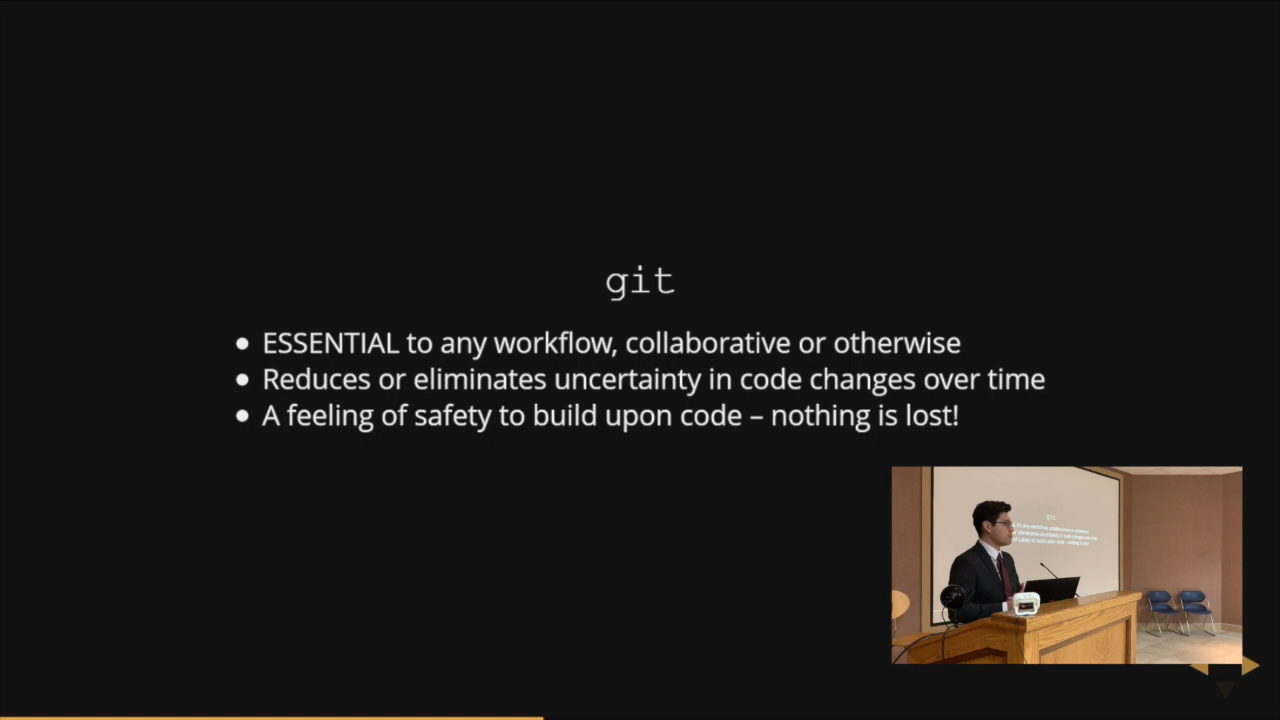 git
ESSENTIAL to any workflow, collaborative or otherwise
Reduces or eliminates uncertainty in code changes over time
A feeling of safety to build upon code – nothing is lost!
git